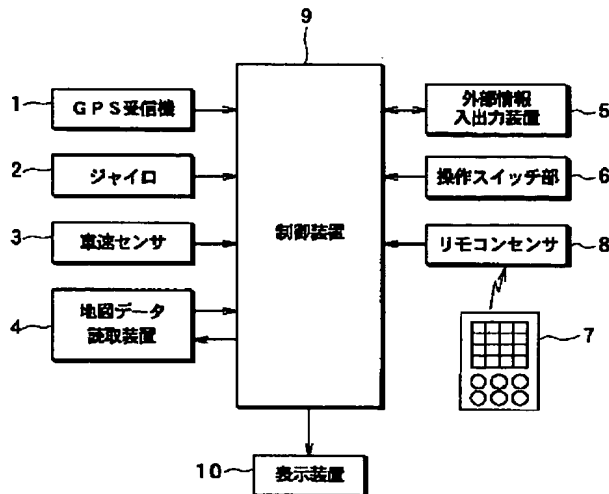 9
1
ＧＰＳ受信機
外部情報
入出力装置
5
2
ジャイロ
操作スイッチ部
6
3
車速センサ
制御装置
リモコンセンサ
8
4
地図データ
読取装置
7
10
表示装置